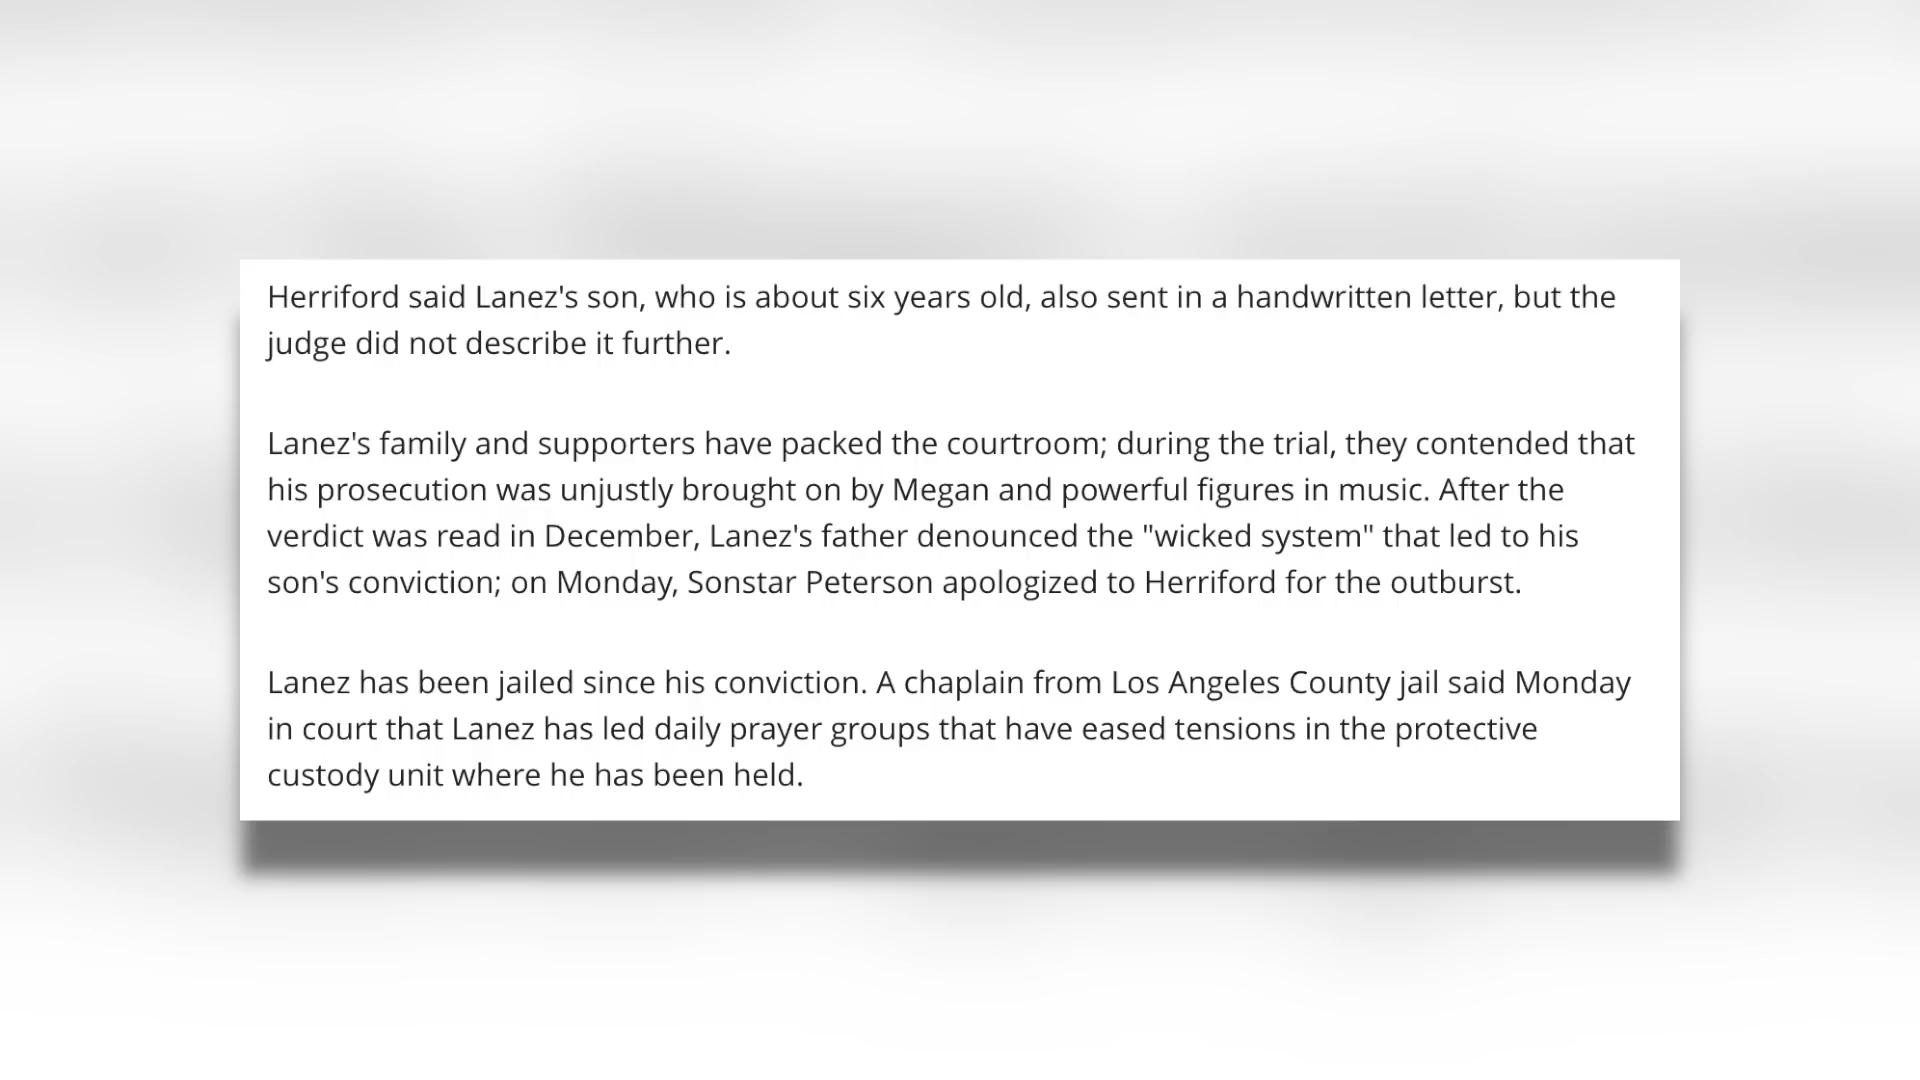 Herriford said Lanez's son, who is about six years old, also sent in a handwritten letter, but the
judge did not describe it further.
Lanez's family and supporters have packed the courtroom; during the trial, they contended that
his prosecution was unjustly brought on by Megan and powerful figures in music. After the
verdict was read in December, Lanez's father denounced the "wicked system" that led to his
son's conviction; on Monday, Sonstar Peterson apologized to Herriford for the outburst.
Lanez has been jailed since his conviction. A chaplain from Los Angeles County jail said Monday
in court that Lanez has led daily prayer groups that have eased tensions in the protective
custody unit where he has been held.